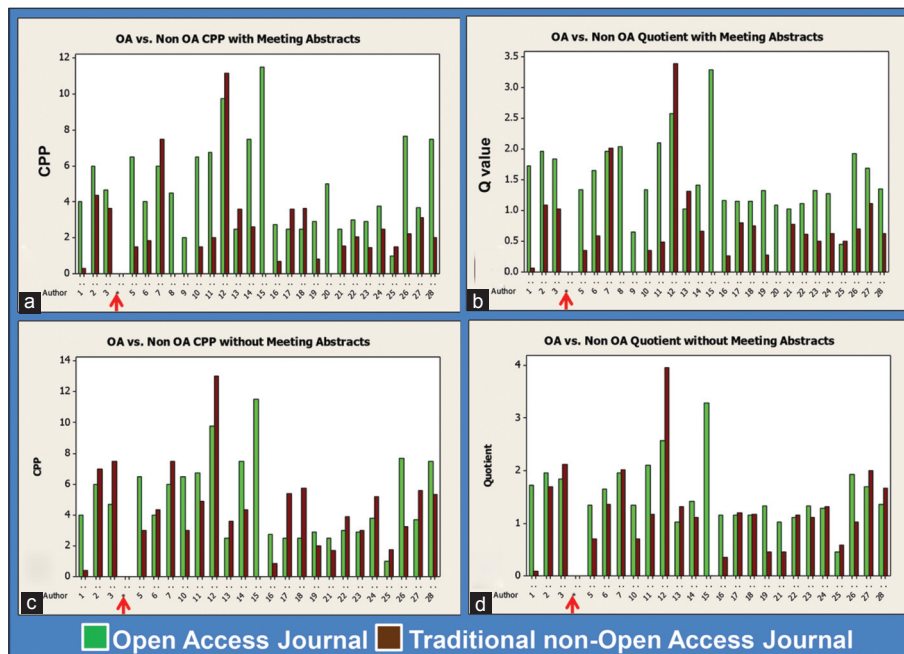 OA vs. Non OA CPP with Meeting Abstracts
CPP
12
10
8
6
4
2
0
Author 1 2 3 * 5 6 7 8 9 10 11 12 13 14 15 16 17 18 19 20 21 22 23 24 25 26 27 28
a
OA vs. Non OA Quotient with Meeting Abstracts
Q value
3.5
3.0
2.5
2.0
1.5
1.0
0.5
0.0
Author 1 2 3 * 5 6 7 8 9 10 11 12 13 14 15 16 17 18 19 20 21 22 23 24 25 26 27 28
b
OA vs. Non OA CPP without Meeting Abstracts
CPP
14
12
10
8
6
4
2
0
Author 1 2 3 * 5 6 7 9 10 11 12 13 14 15 16 17 18 19 21 22 23 24 25 26 27 28
c
OA vs. Non OA Quotient without Meeting Abstracts
Quotient
4
3
2
1
0
Author 1 2 3 * 5 6 7 9 10 11 12 13 14 15 16 17 18 19 21 22 23 24 25 26 27 28
d
Open Access Journal Traditional non-Open Access Journal